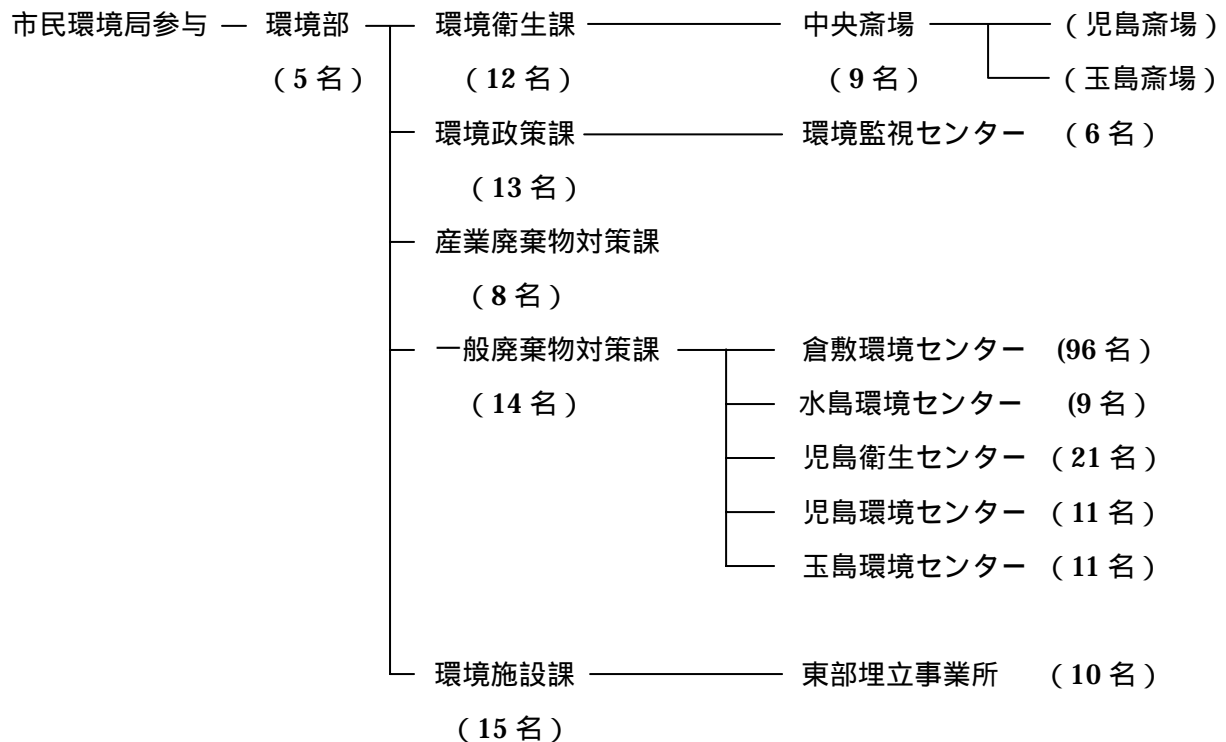 市民環境局参与 環境部 環境衛生課 中央斎場 (児島斎場)
(5名) (12名) (9名) (玉島斎場)
環境政策課 環境監視センター (6名)
(13名)
産業廃棄物対策課
(8名)
一般廃棄物対策課 倉敷環境センター (96名)
(14名) 水島環境センター (9名)
児島衛生センター (21名)
児島環境センター (11名)
玉島環境センター (11名)
環境施設課 東部埋立事業所 (10名)
(15名)